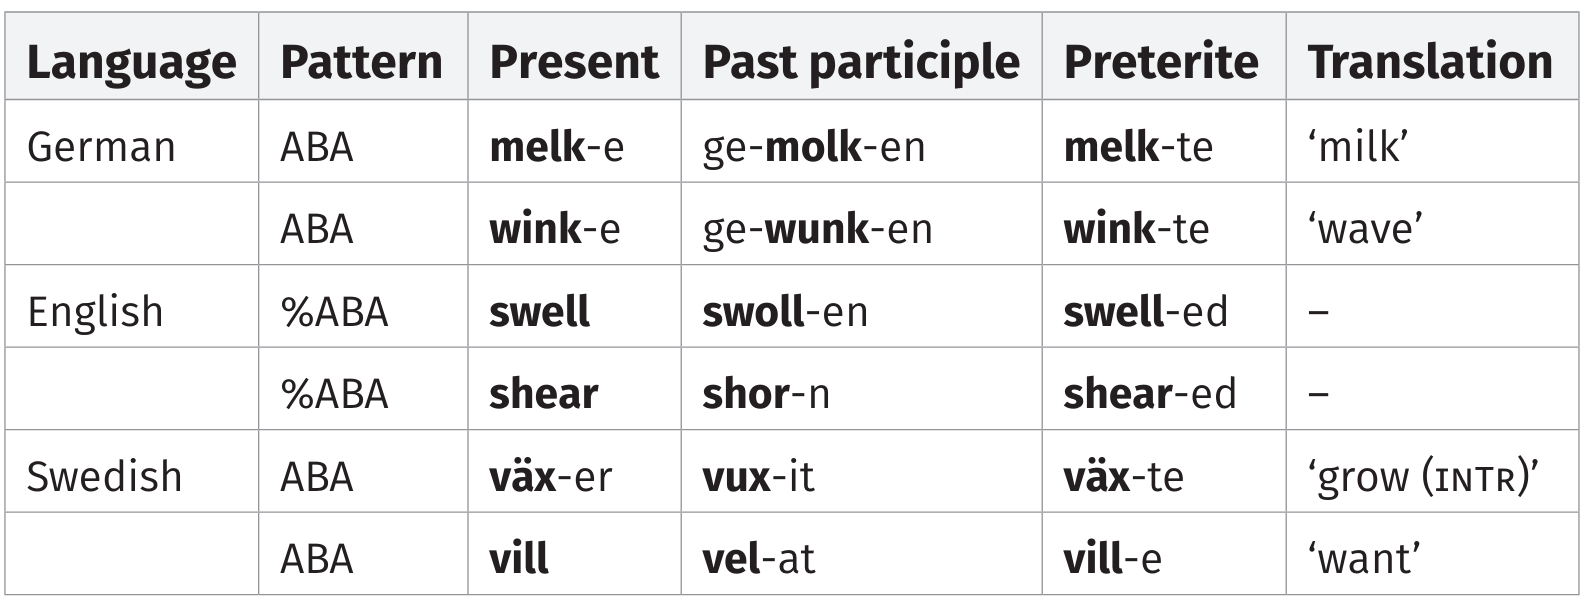 Language Pattern Present Past participle Preterite Translation
German ABA melk-e ge-molk-en melk-te ‘milk’
ABA wink-e ge-wunk-en wink-te ‘wave’
English %ABA swell swoll-en swell-ed –
%ABA shear shor-n shear-ed –
Swedish ABA väx-er vux-it väx-te ‘grow (INTR)’
ABA vill vel-at vill-e ‘want’